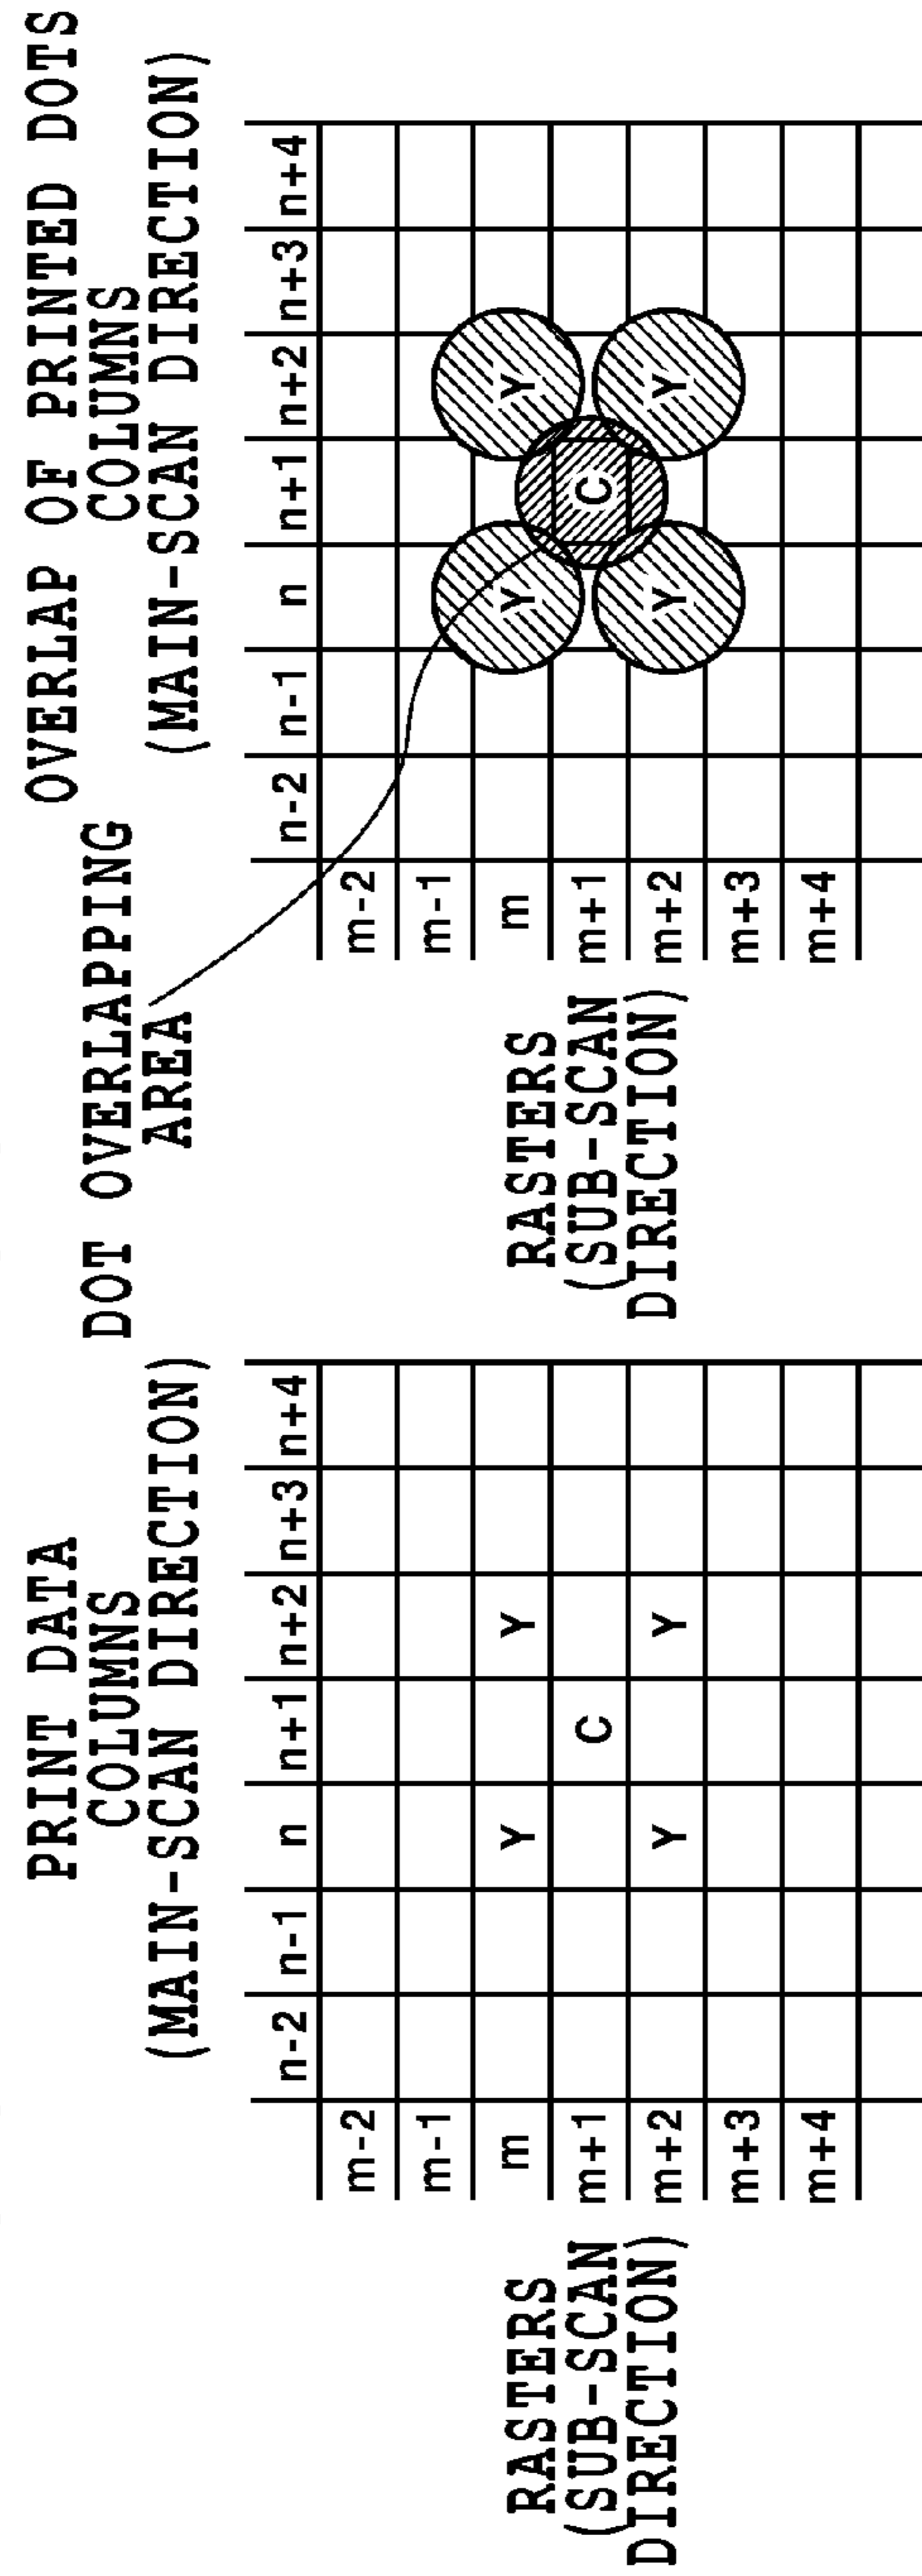 PRINT DATA
COLUMNS
(MAIN-SCAN DIRECTION)
n-2 n-1 n n+1 n+2 n+3 n+4
m-2
m-1
m Y Y
m+1 C
m+2 Y Y
m+3
m+4
RASTERS
(SUB-SCAN
DIRECTION)
DOT OVERLAPPING
AREA
OVERLAP OF PRINTED DOTS
COLUMNS
(MAIN-SCAN DIRECTION)
n-2 n-1 n n+1 n+2 n+3 n+4
m-2
m-1
m Y Y
m+1 C
m+2 Y Y
m+3
m+4
RASTERS
(SUB-SCAN
DIRECTION)